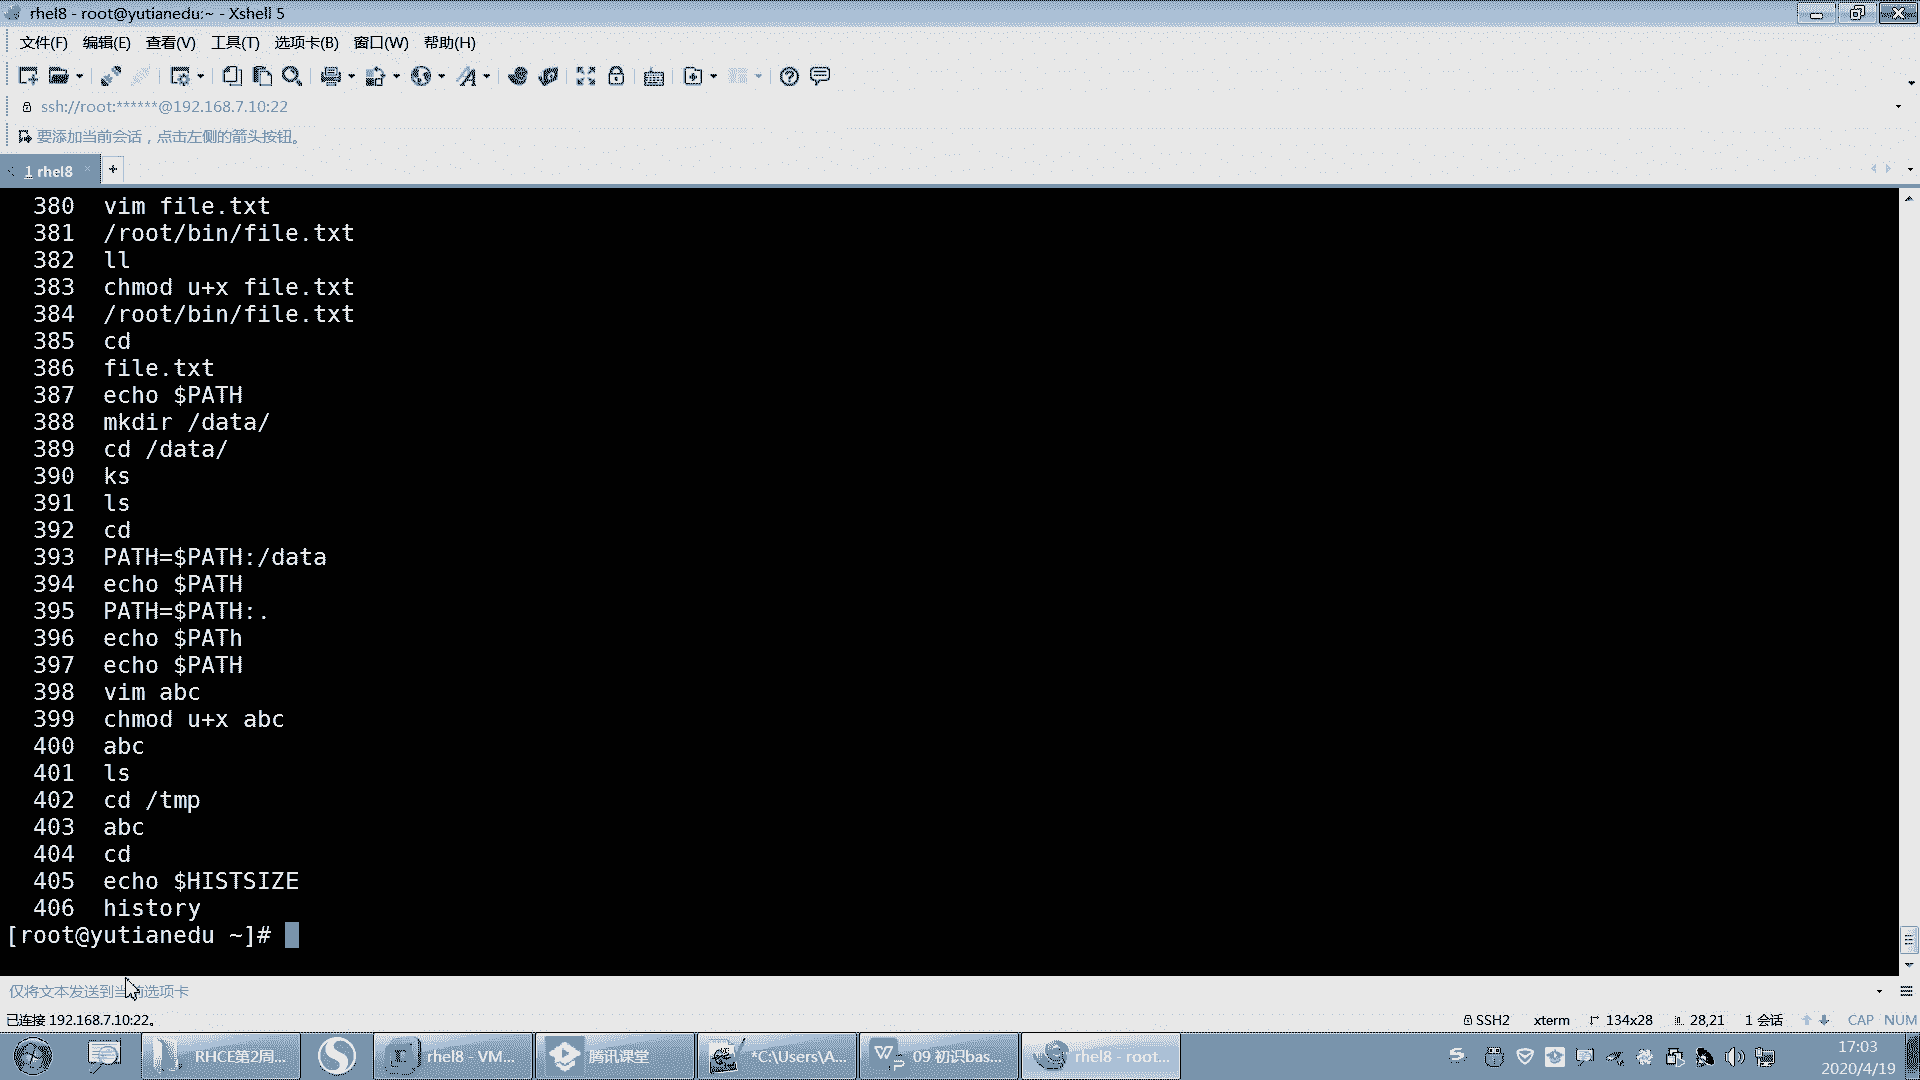 rhel8 - root@yutianedu:~ - Xshell 5
文件(F) 编辑(E) 查看(V) 工具(T) 选项卡(B) 窗口(W) 帮助(H)
ssh://root:******@192.168.7.10:22
要添加当前会话，点击左侧的箭头按钮。
1 rhel8
380 vim file.txt
381 /root/bin/file.txt
382 ll
383 chmod u+x file.txt
384 /root/bin/file.txt
385 cd
386 file.txt
387 echo $PATH
388 mkdir /data/
389 cd /data/
390 ks
391 ls
392 cd
393 PATH=$PATH:/data
394 echo $PATH
395 PATH=$PATH:.
396 echo $PATh
397 echo $PATH
398 vim abc
399 chmod u+x abc
400 abc
401 ls
402 cd /tmp
403 abc
404 cd
405 echo $HISTSIZE
406 history
[root@yutianedu ~]#
仅将文本发送到当前选项卡
已连接 192.168.7.10:22。 SSH2 xterm 134x28 28,21 1 会话 CAP NUM
RHCE第2周... rhel8 - VM... 腾讯课堂 *C:\Users\A... 09 初识bas... rhel8 - root... 17:03
2020/4/19